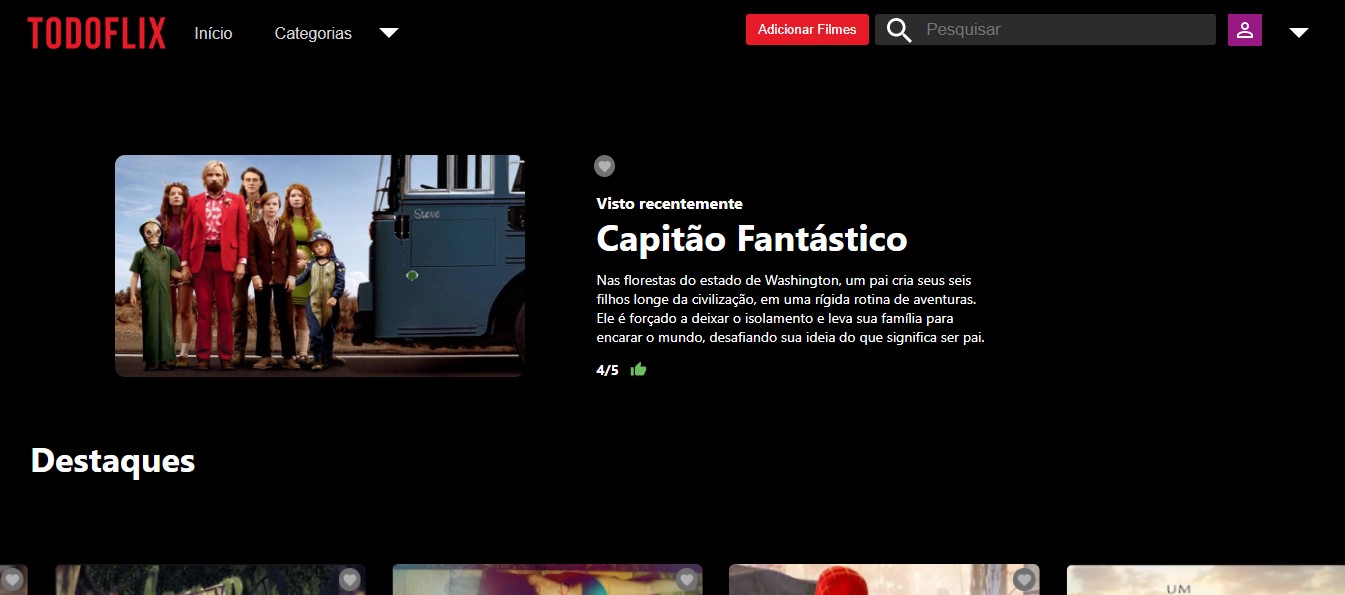 TODOFLIX Início Categorias Adicionar Filmes Pesquisar
Steve
Visto recentemente
Capitão Fantástico
Nas florestas do estado de Washington, um pai cria seus seis
filhos longe da civilização, em uma rígida rotina de aventuras.
Ele é forçado a deixar o isolamento e leva sua família para
encarar o mundo, desafiando sua ideia do que significa ser pai.
4/5
Destaques
UM